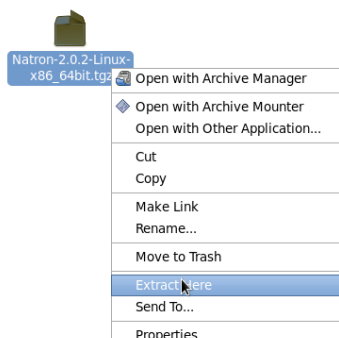 Natron-2.0.2-Linux-
x86_64bit.tgz
Open with Archive Manager
Open with Archive Mounter
Open with Other Application...
Cut
Copy
Make Link
Rename...
Move to Trash
Extract Here
Send To...
Properties